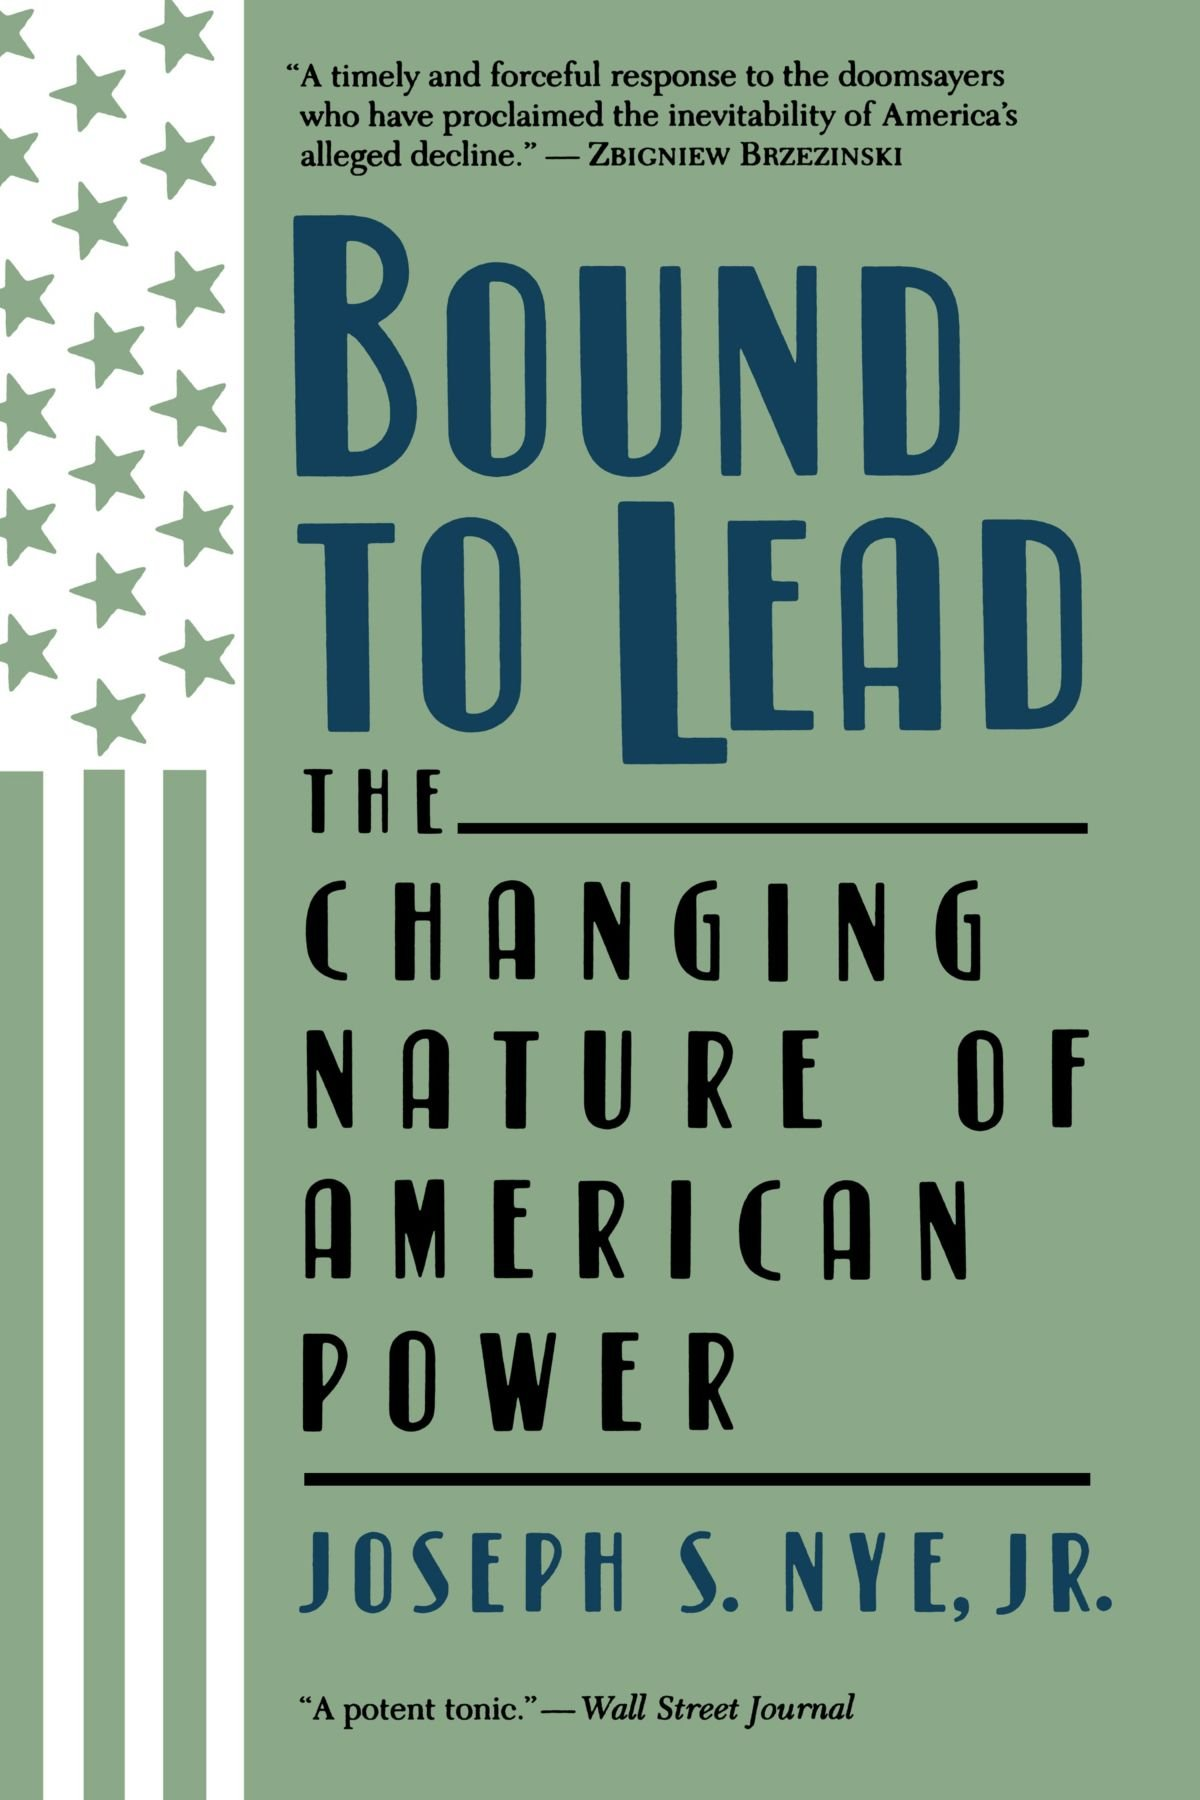 “A timely and forceful response to the doomsayers
who have proclaimed the inevitability of America’s
alleged decline.” — ZBIGNIEW BRZEZINSKI
BOUND
TO LEAD
THE
CHANGING
NATURE OF
AMERICAN
POWER
JOSEPH S. NYE, JR.
“A potent tonic.”— Wall Street Journal